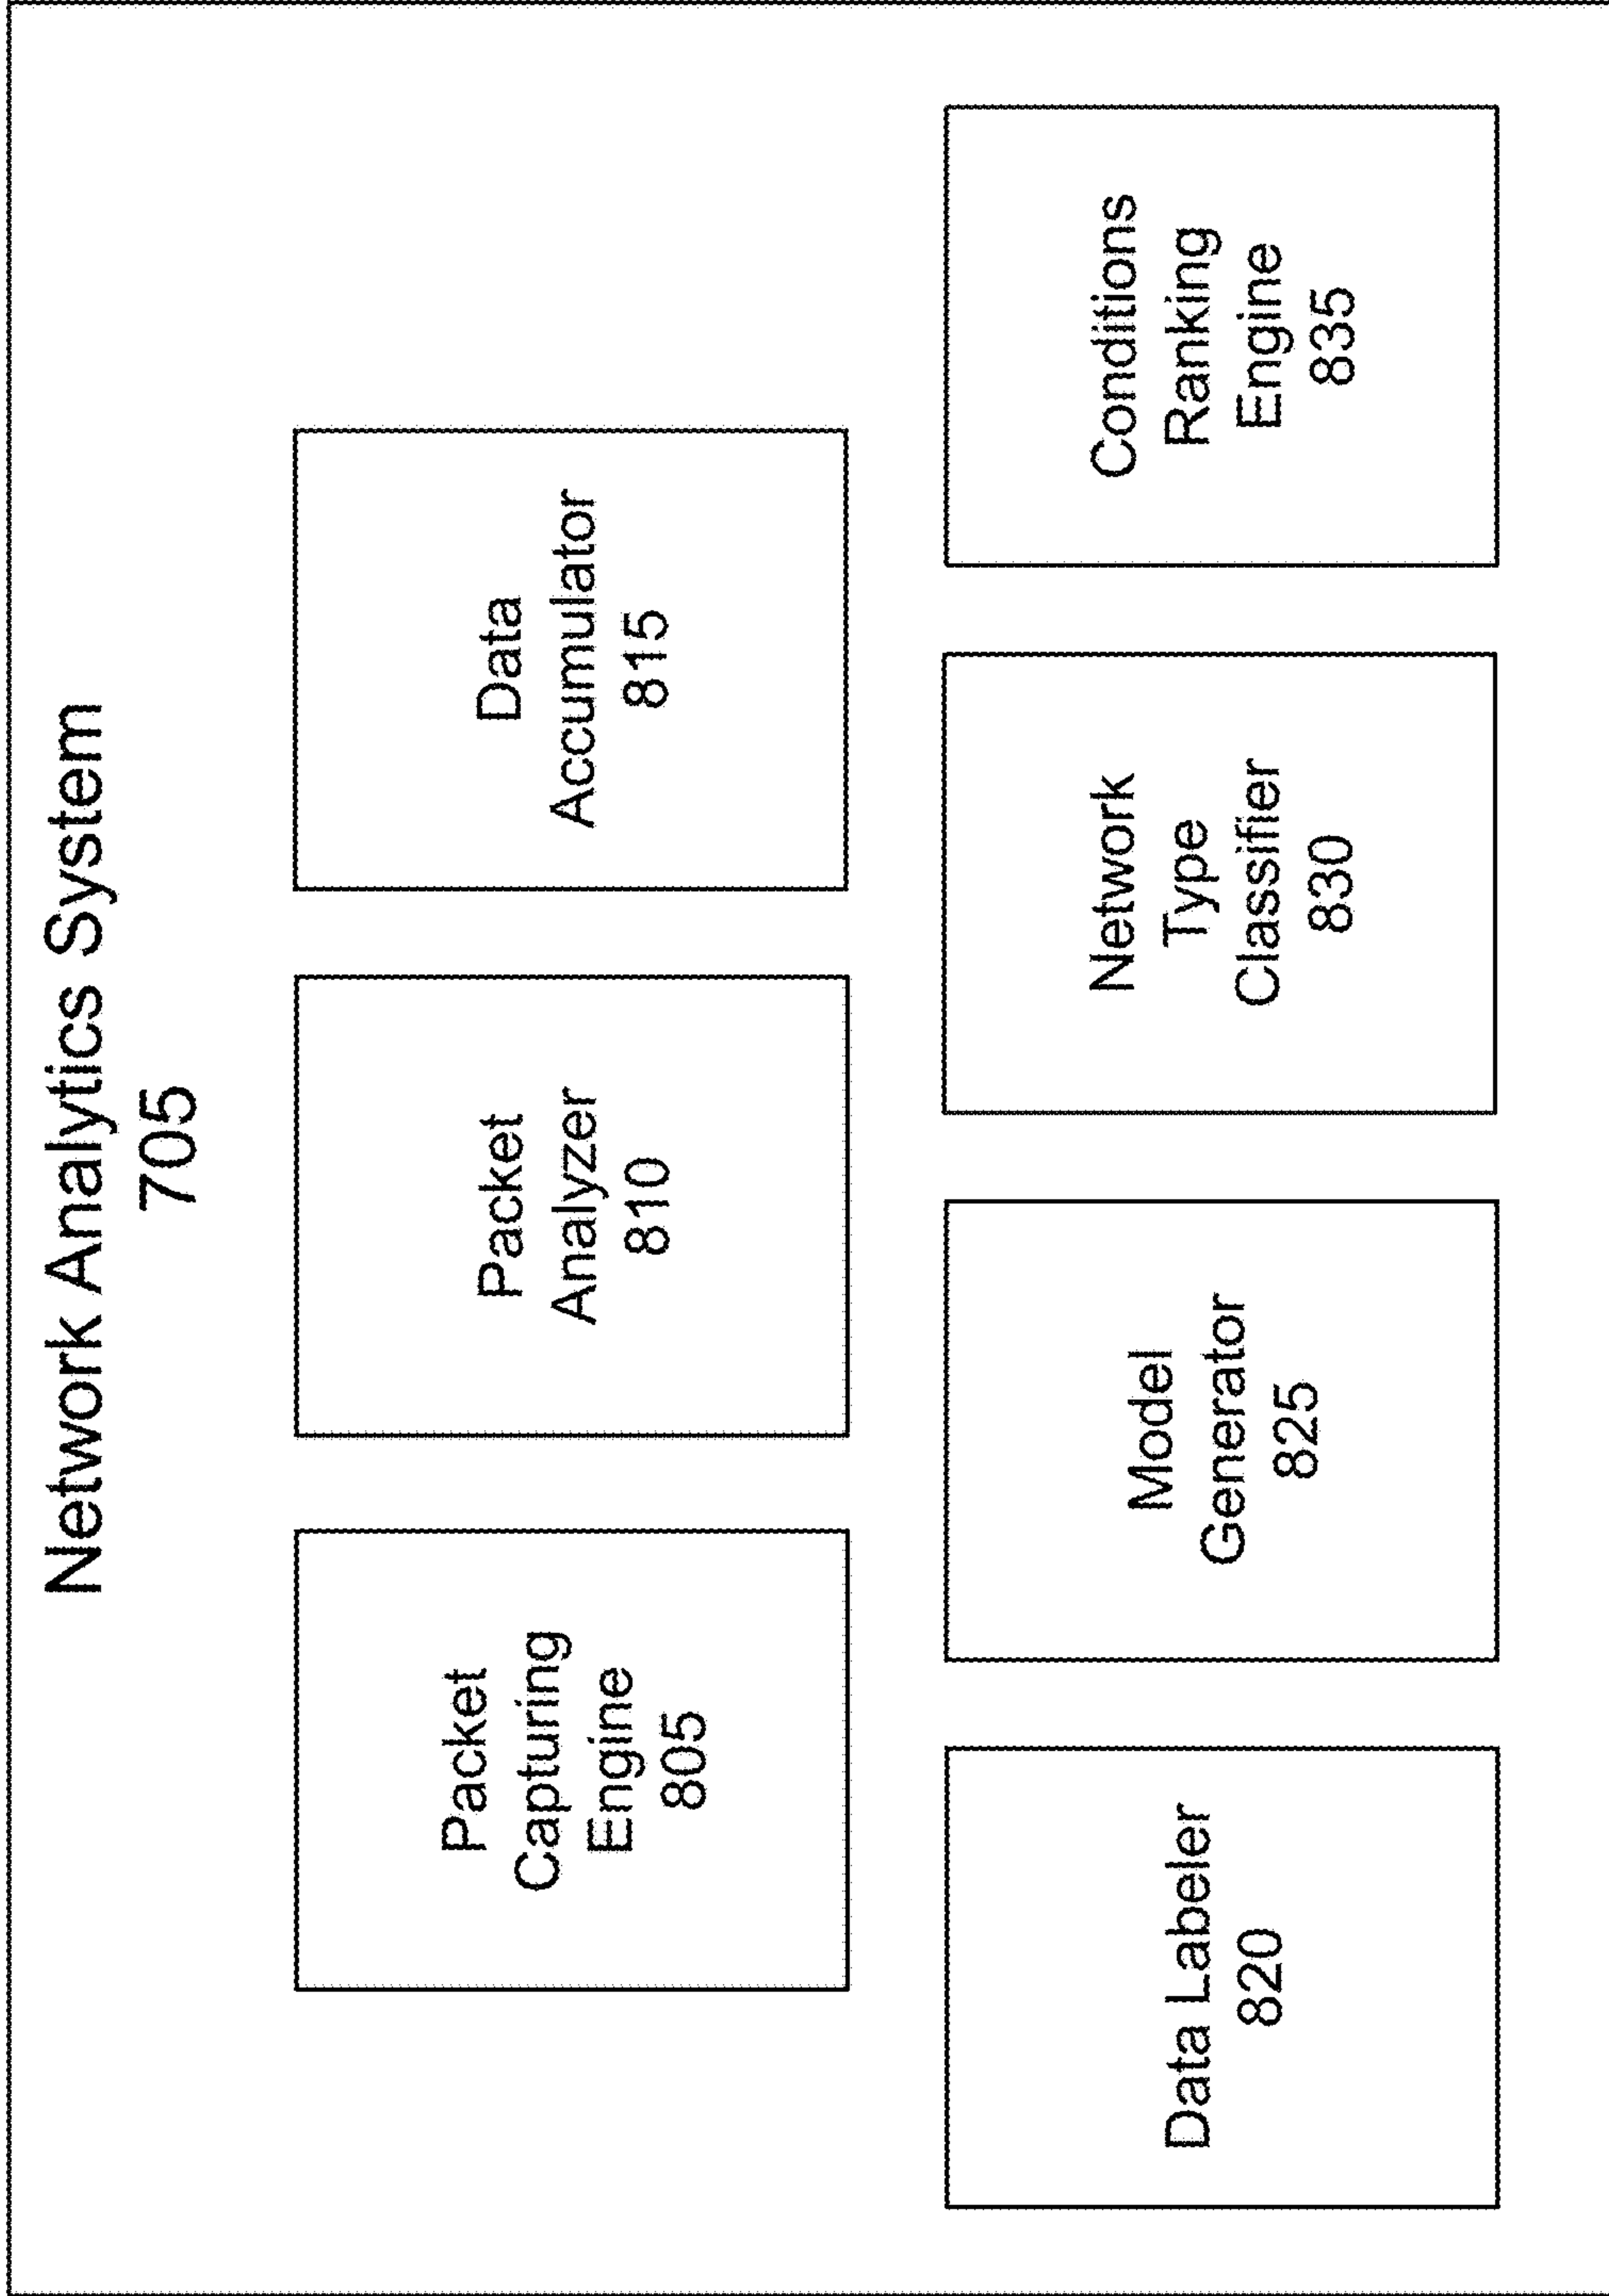 Network Analytics System
705
Packet
Capturing
Engine
805
Packet
Analyzer
810
Data
Accumulator
815
Data Labeler
820
Model
Generator
825
Network
Type
Classifier
830
Conditions
Ranking
Engine
835